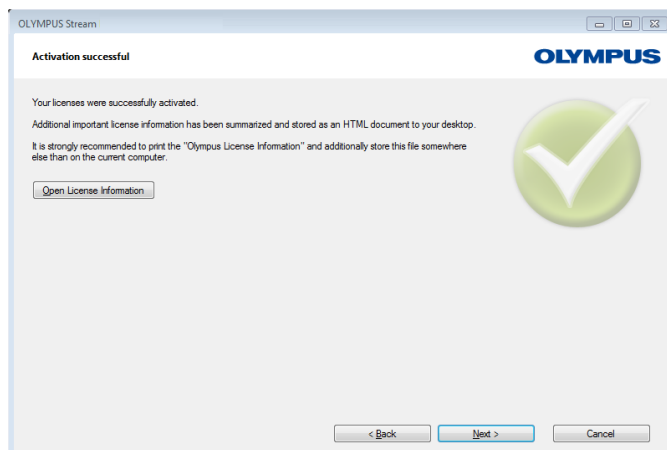 OLYMPUS Stream
Activation successful
OLYMPUS
Your licenses were successfully activated.
Additional important license information has been summarized and stored as an HTML document to your desktop.
It is strongly recommended to print the "Olympus License Information" and additionally store this file somewhere
else than on the current computer.
Open License Information
< Back
Next >
Cancel